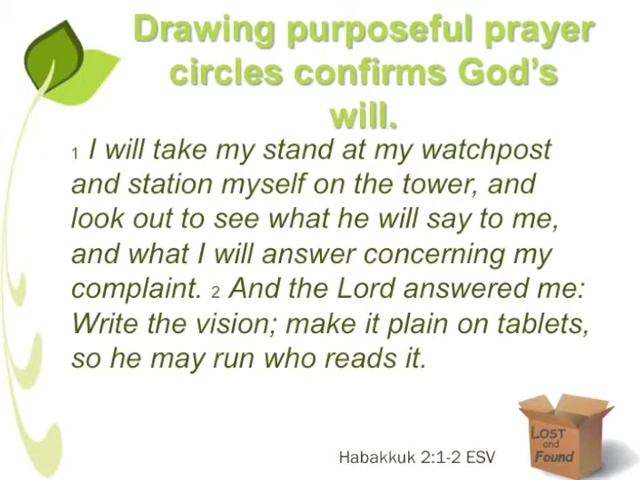 Drawing purposeful prayer
circles confirms God's
will.
1 I will take my stand at my watchpost
and station myself on the tower, and
look out to see what he will say to me,
and what I will answer concerning my
complaint. 2 And the Lord answered me:
Write the vision; make it plain on tablets,
so he may run who reads it.
Habakkuk 2:1-2 ESV
LOST
and
Found